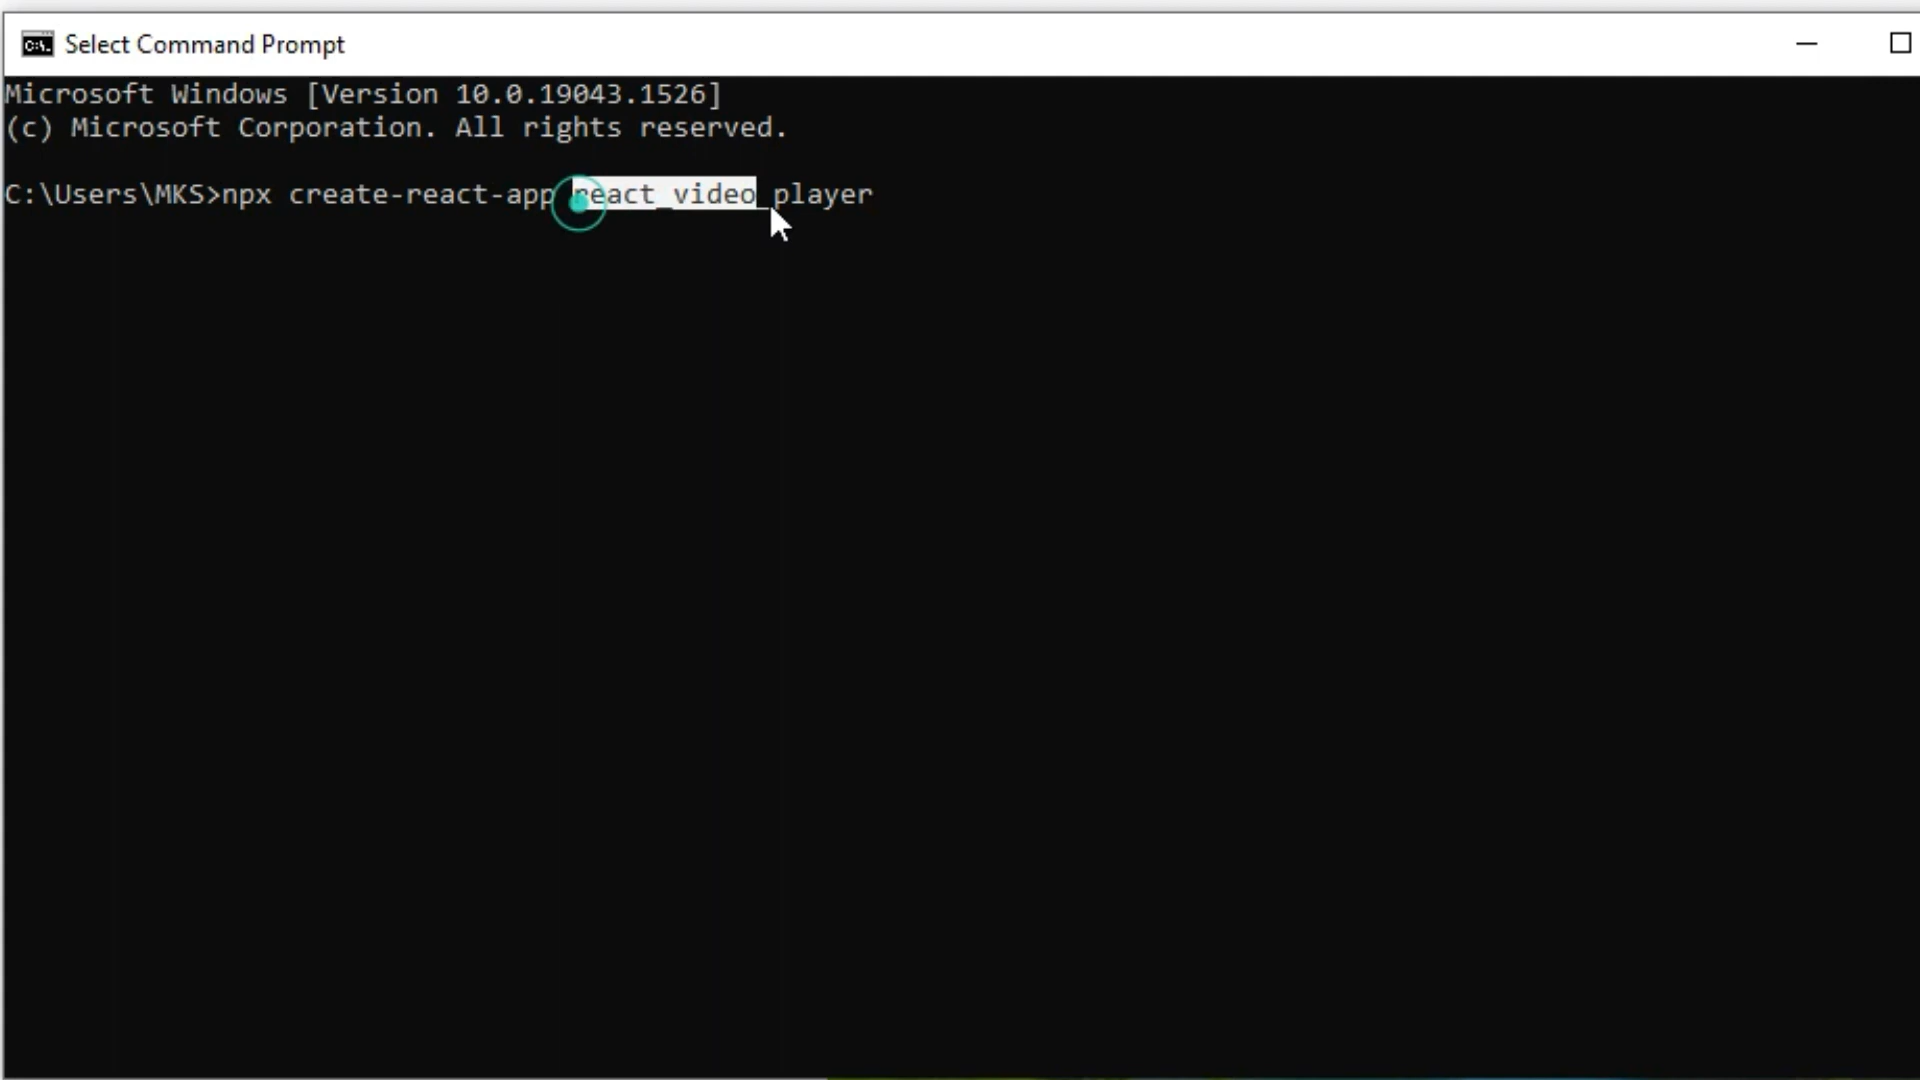 Select Command Prompt
Microsoft Windows [Version 10.0.19043.1526]
(c) Microsoft Corporation. All rights reserved.
C:\Users\MKS>npx create-react-app react_video_player